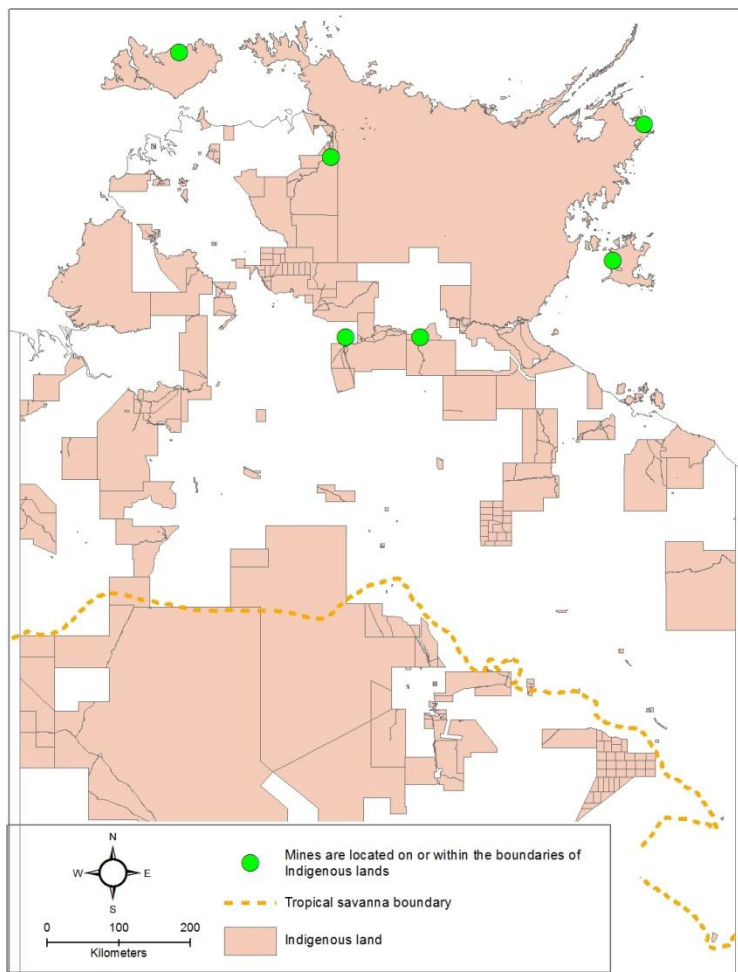 N
W E
S
0 100 200
Kilometers
Mines are located on or within the boundaries of
Indigenous lands
Tropical savanna boundary
Indigenous land